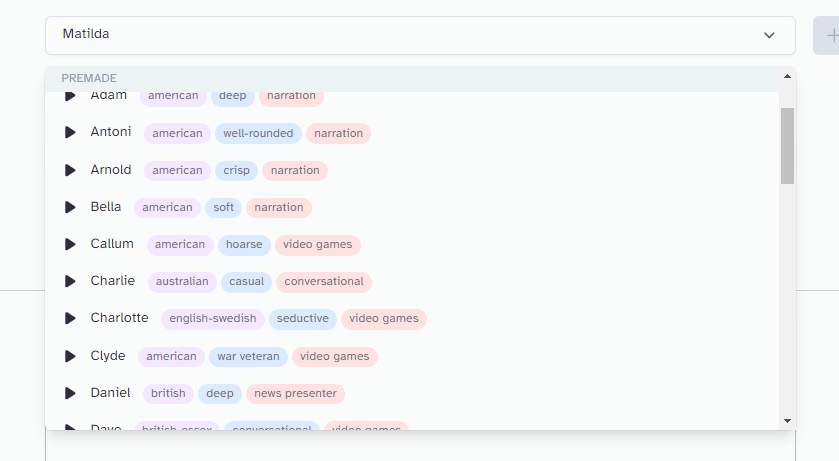 Matilda
PREMADE
Adam american deep narration
Antoni american well-rounded narration
Arnold american crisp narration
Bella american soft narration
Callum american hoarse video games
Charlie australian casual conversational
Charlotte english-swedish seductive video games
Clyde american war veteran video games
Daniel british deep news presenter
Dave british-essex conversational video games